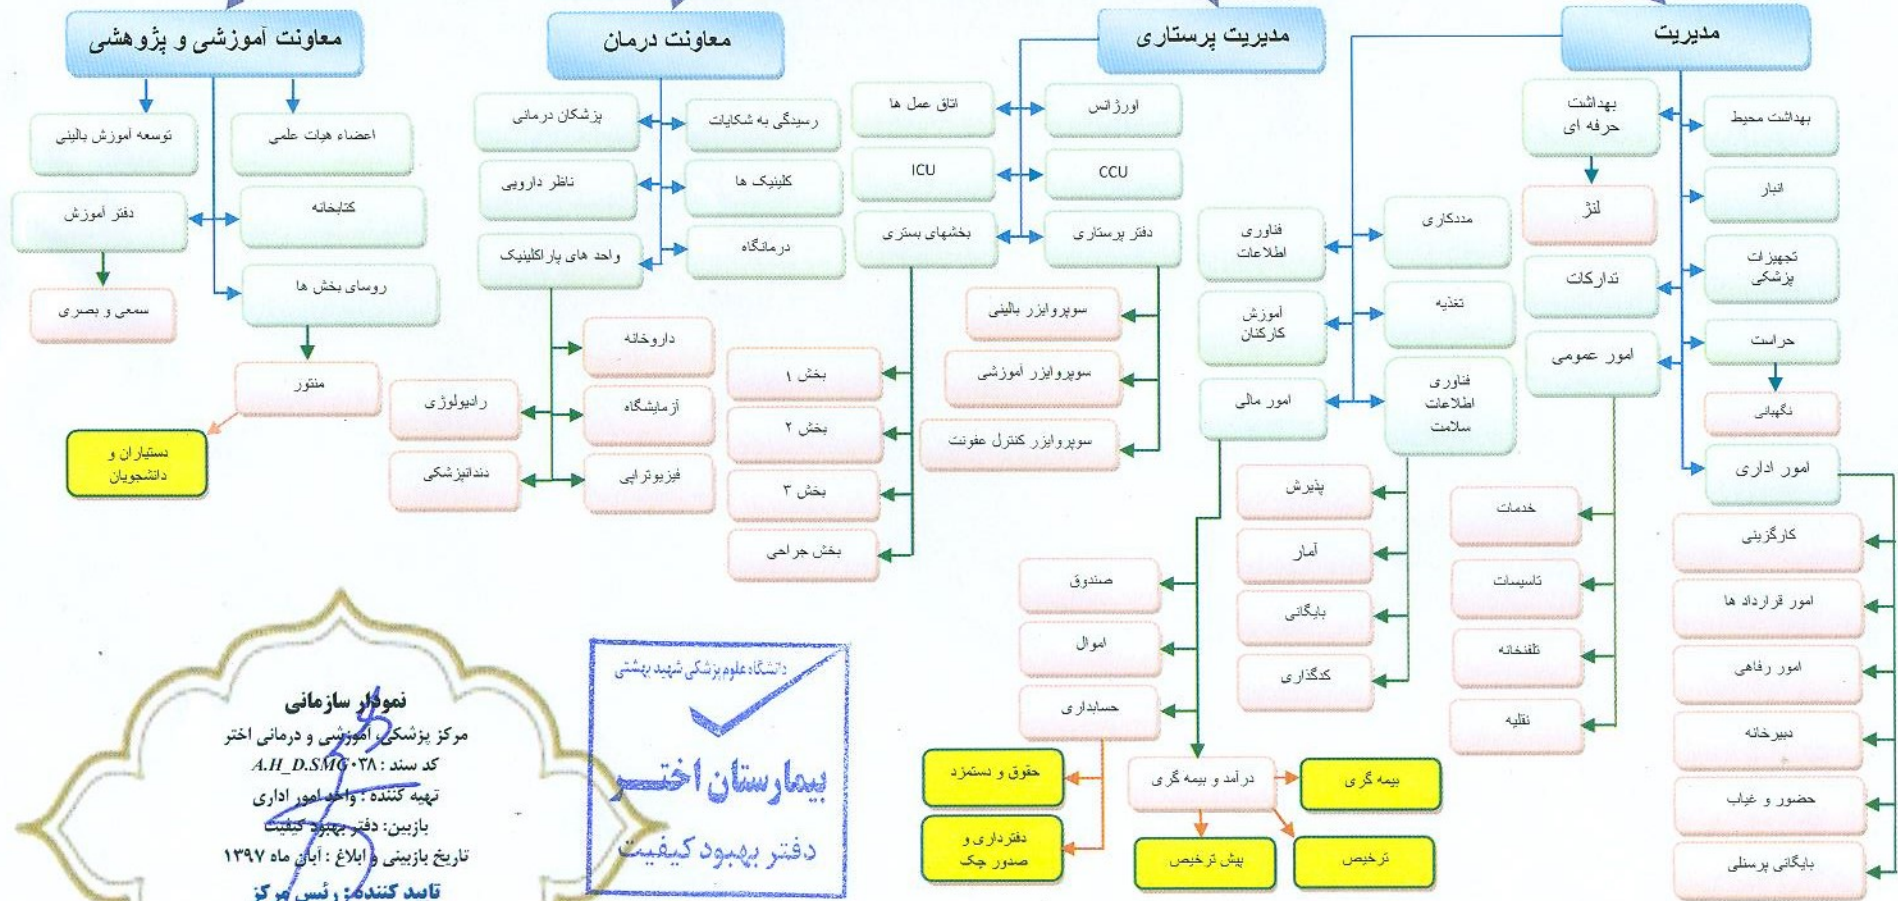 مدیریت
بهداشت محیط
انبار
تجهیزات
پزشکی
حراست
نگهبانی
امور اداری
کارگزینی
امور قرارداد ها
امور رفاهی
دبیرخانه
حضور و غیاب
بایگانی پرسنلی
بهداشت
حرفه ای
لنژ
تدارکات
امور عمومی
خدمات
تاسیسات
تلفنخانه
نقلیه
مددکاری
تغذیه
فناوری
اطلاعات
سلامت
پذیرش
آمار
بایگانی
کدگذاری
فناوری
اطلاعات
آموزش
کارکنان
امور مالی
صندوق
اموال
حسابداری
حقوق و دستمزد
دفترداری و
صدور چک
درآمد و بیمه گری
بیمه گری
ترخیص
پیش ترخیص
مدیریت پرستاری
اورژانس
اتاق عمل ها
CCU
ICU
دفتر پرستاری
بخشهای بستری
سوپروایزر بالینی
سوپروایزر آموزشی
سوپروایزر کنترل عفونت
بخش ۱
بخش ۲
بخش ۳
بخش جراحی
معاونت درمان
رسیدگی به شکایات
پزشکان درمانی
کلینیک ها
ناظر دارویی
درمانگاه
واحد های پاراکلینیک
داروخانه
آزمایشگاه
رادیولوژی
فیزیوتراپی
دندانپزشکی
معاونت آموزشی و پژوهشی
اعضاء هیات علمی
توسعه آموزش بالینی
کتابخانه
دفتر آموزش
روسای بخش ها
سمعی و بصری
منتور
دستیاران و
دانشجویان
دانشگاه علوم پزشکی شهید بهشتی
بیمارستان اختـــر
دفتر بهبود کیفیت
نمودار سازمانی
مرکز پزشکی، آموزشی و درمانی اختر
کد سند : A.H_D.SMG۰۳۸
تهیه کننده : واحد امور اداری
بازبین: دفتر بهبود کیفیت
تاریخ بازبینی و ابلاغ : آبان ماه ۱۳۹۷
تایید کننده : رئیس مرکز